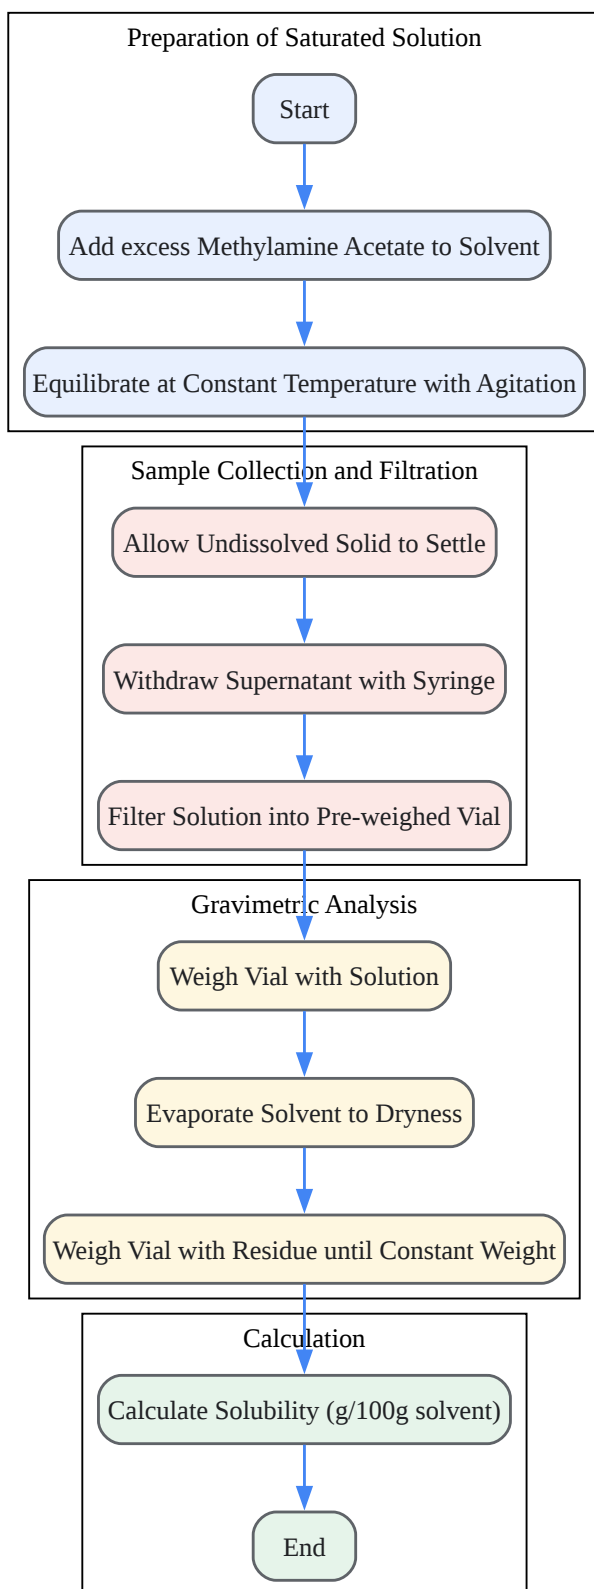 Preparation of Saturated Solution
Start
Add excess Methylamine Acetate to Solvent
Equilibrate at Constant Temperature with Agitation
Sample Collection and Filtration
Allow Undissolved Solid to Settle
Withdraw Supernatant with Syringe
Filter Solution into Pre-weighed Vial
Gravimetric Analysis
Weigh Vial with Solution
Evaporate Solvent to Dryness
Weigh Vial with Residue until Constant Weight
Calculation
Calculate Solubility (g/100g solvent)
End